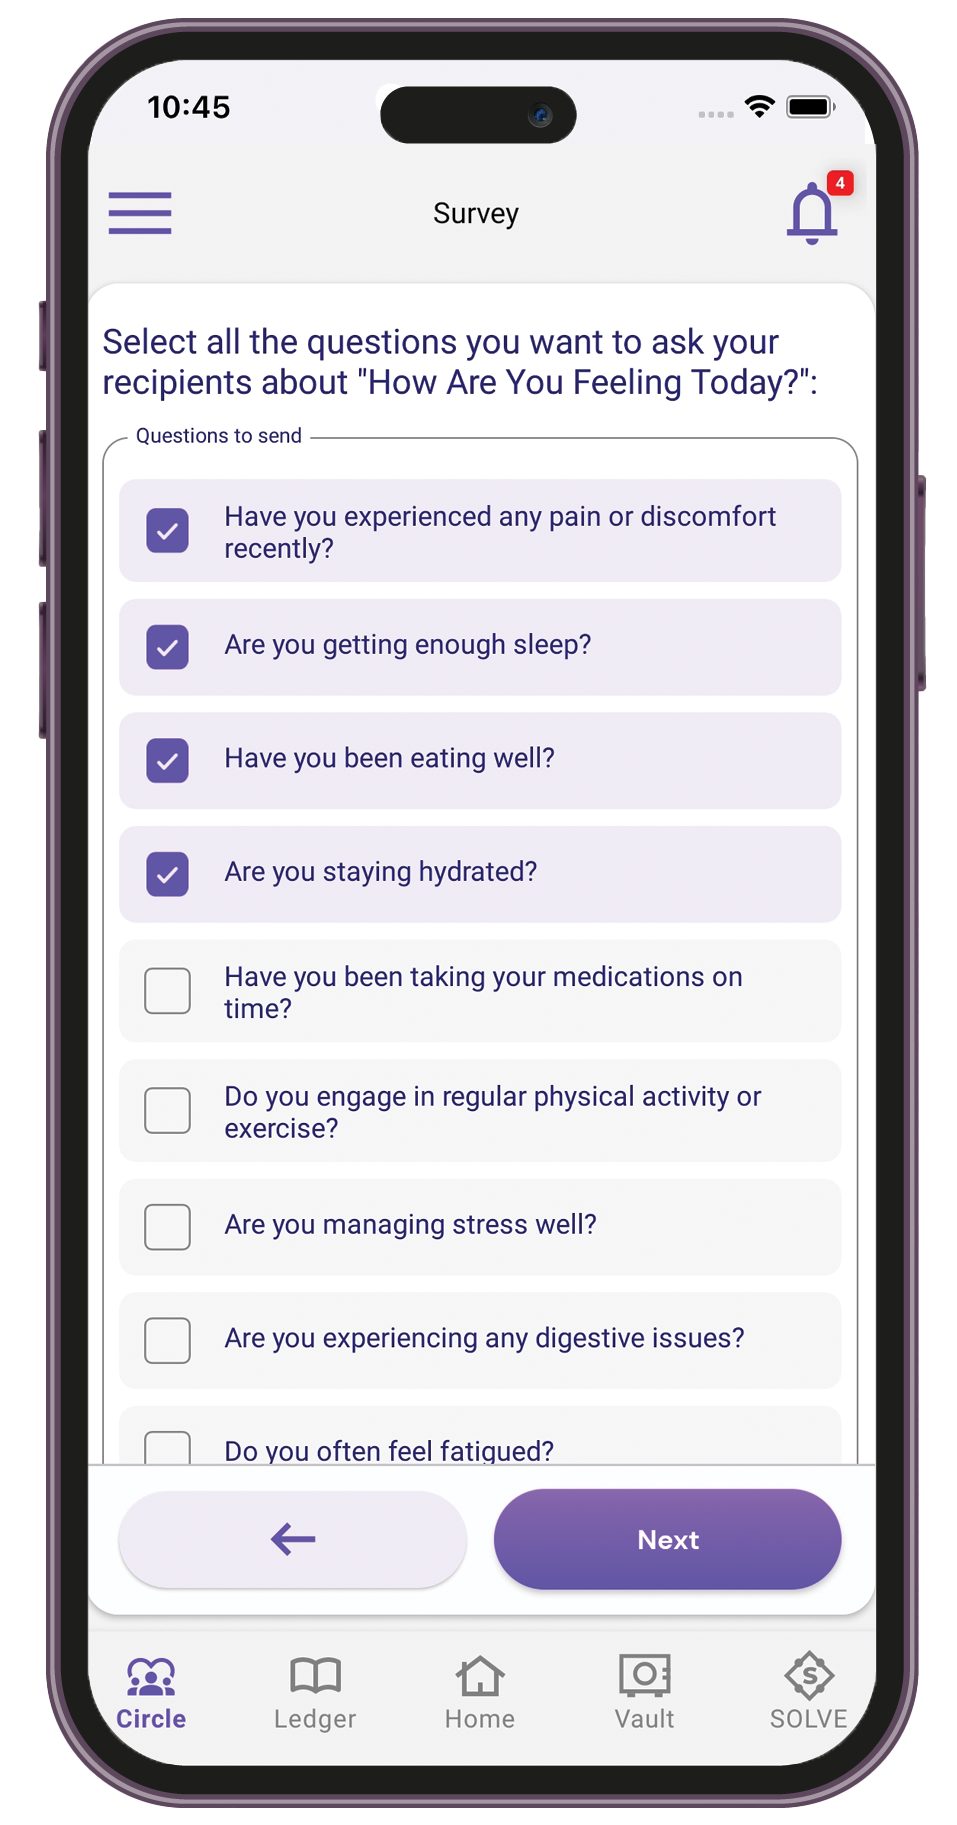 10:45
4
Survey
Select all the questions you want to ask your
recipients about "How Are You Feeling Today?":
Questions to send
Have you experienced any pain or discomfort
recently?
Are you getting enough sleep?
Have you been eating well?
Are you staying hydrated?
Have you been taking your medications on
time?
Do you engage in regular physical activity or
exercise?
Are you managing stress well?
Are you experiencing any digestive issues?
Do you often feel fatigued?
Next
S
Circle
Ledger
Home
Vault
SOLVE